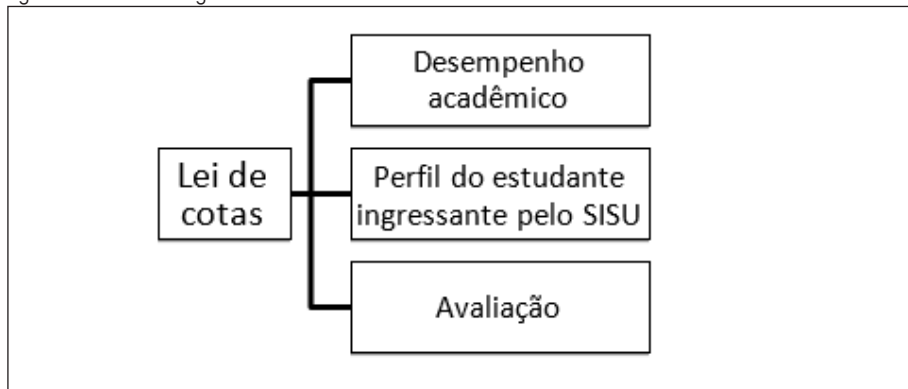 Desempenho
acadêmico
Lei de
cotas
Perfil do estudante
ingressante pelo SISU
Avaliação